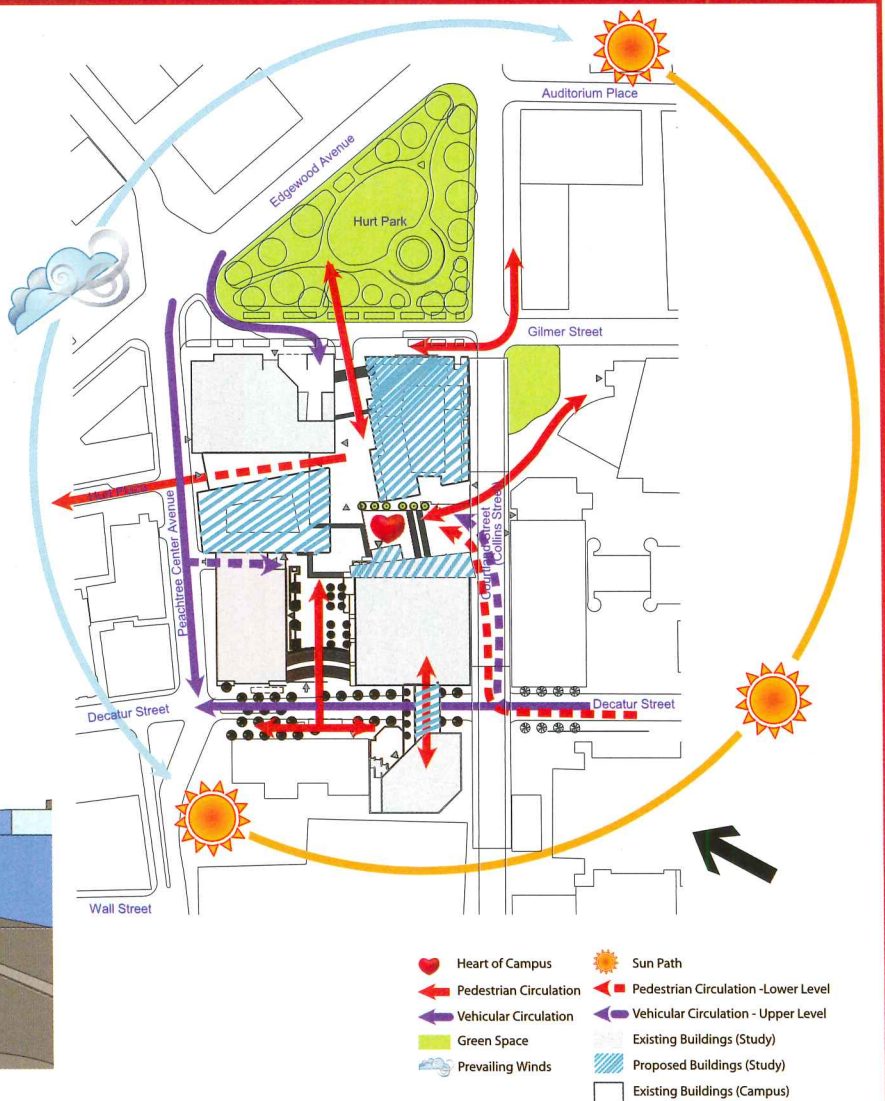 Auditorium Place
Edgewood Avenue
Hurt Park
Gilmer Street
Hurt Plaza
Peachtree Center Avenue
Courtland Street
(Collins Street)
Decatur Street
Decatur Street
Wall Street
Heart of Campus
Sun Path
Pedestrian Circulation
Pedestrian Circulation -Lower Level
Vehicular Circulation
Vehicular Circulation - Upper Level
Green Space
Existing Buildings (Study)
Prevailing Winds
Proposed Buildings (Study)
Existing Buildings (Campus)